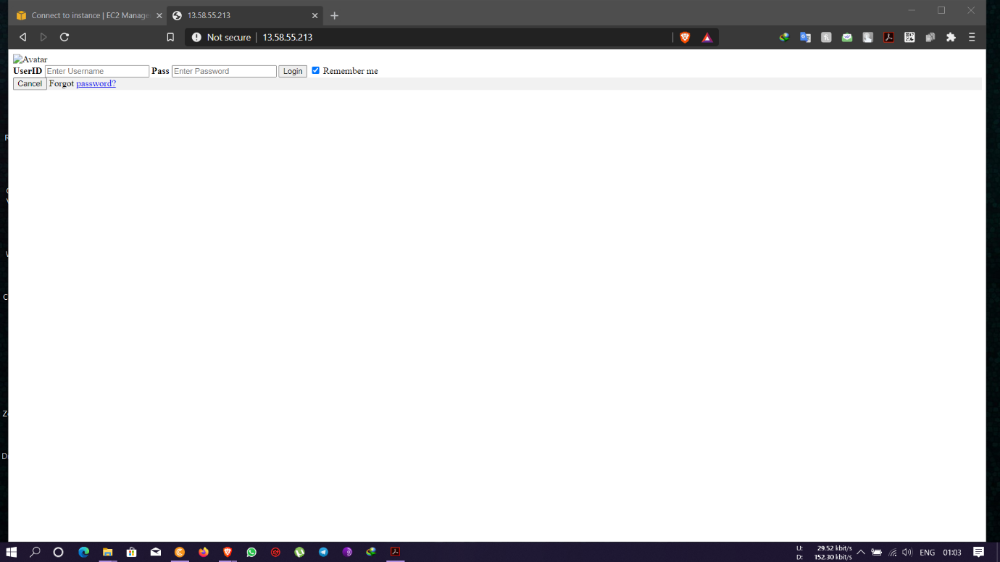 Connect to instance | EC2 Manage
13.58.55.213
Not secure 13.58.55.213
Avatar
UserID Enter Username Pass Enter Password Login Remember me
Cancel Forgot password?
R
C
Z
D
U: 29.52 kbit/s
D: 152.30 kbit/s
ENG 01:03